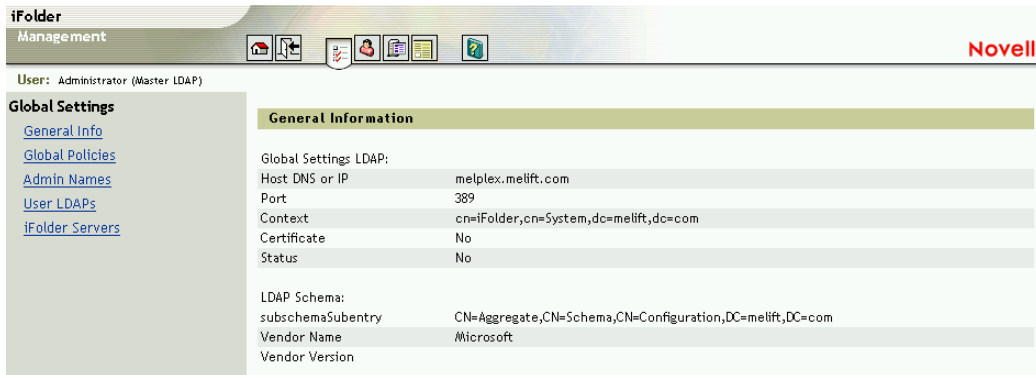 iFolder
Management
Novell
User: Administrator (Master LDAP)
Global Settings
General Info
Global Policies
Admin Names
User LDAPs
iFolder Servers
General Information
Global Settings LDAP:
Host DNS or IP melplex.melift.com
Port 389
Context cn=iFolder,cn=System,dc=melift,dc=com
Certificate No
Status No
LDAP Schema:
subschemaSubentry CN=Aggregate,CN=Schema,CN=Configuration,DC=melift,DC=com
Vendor Name Microsoft
Vendor Version